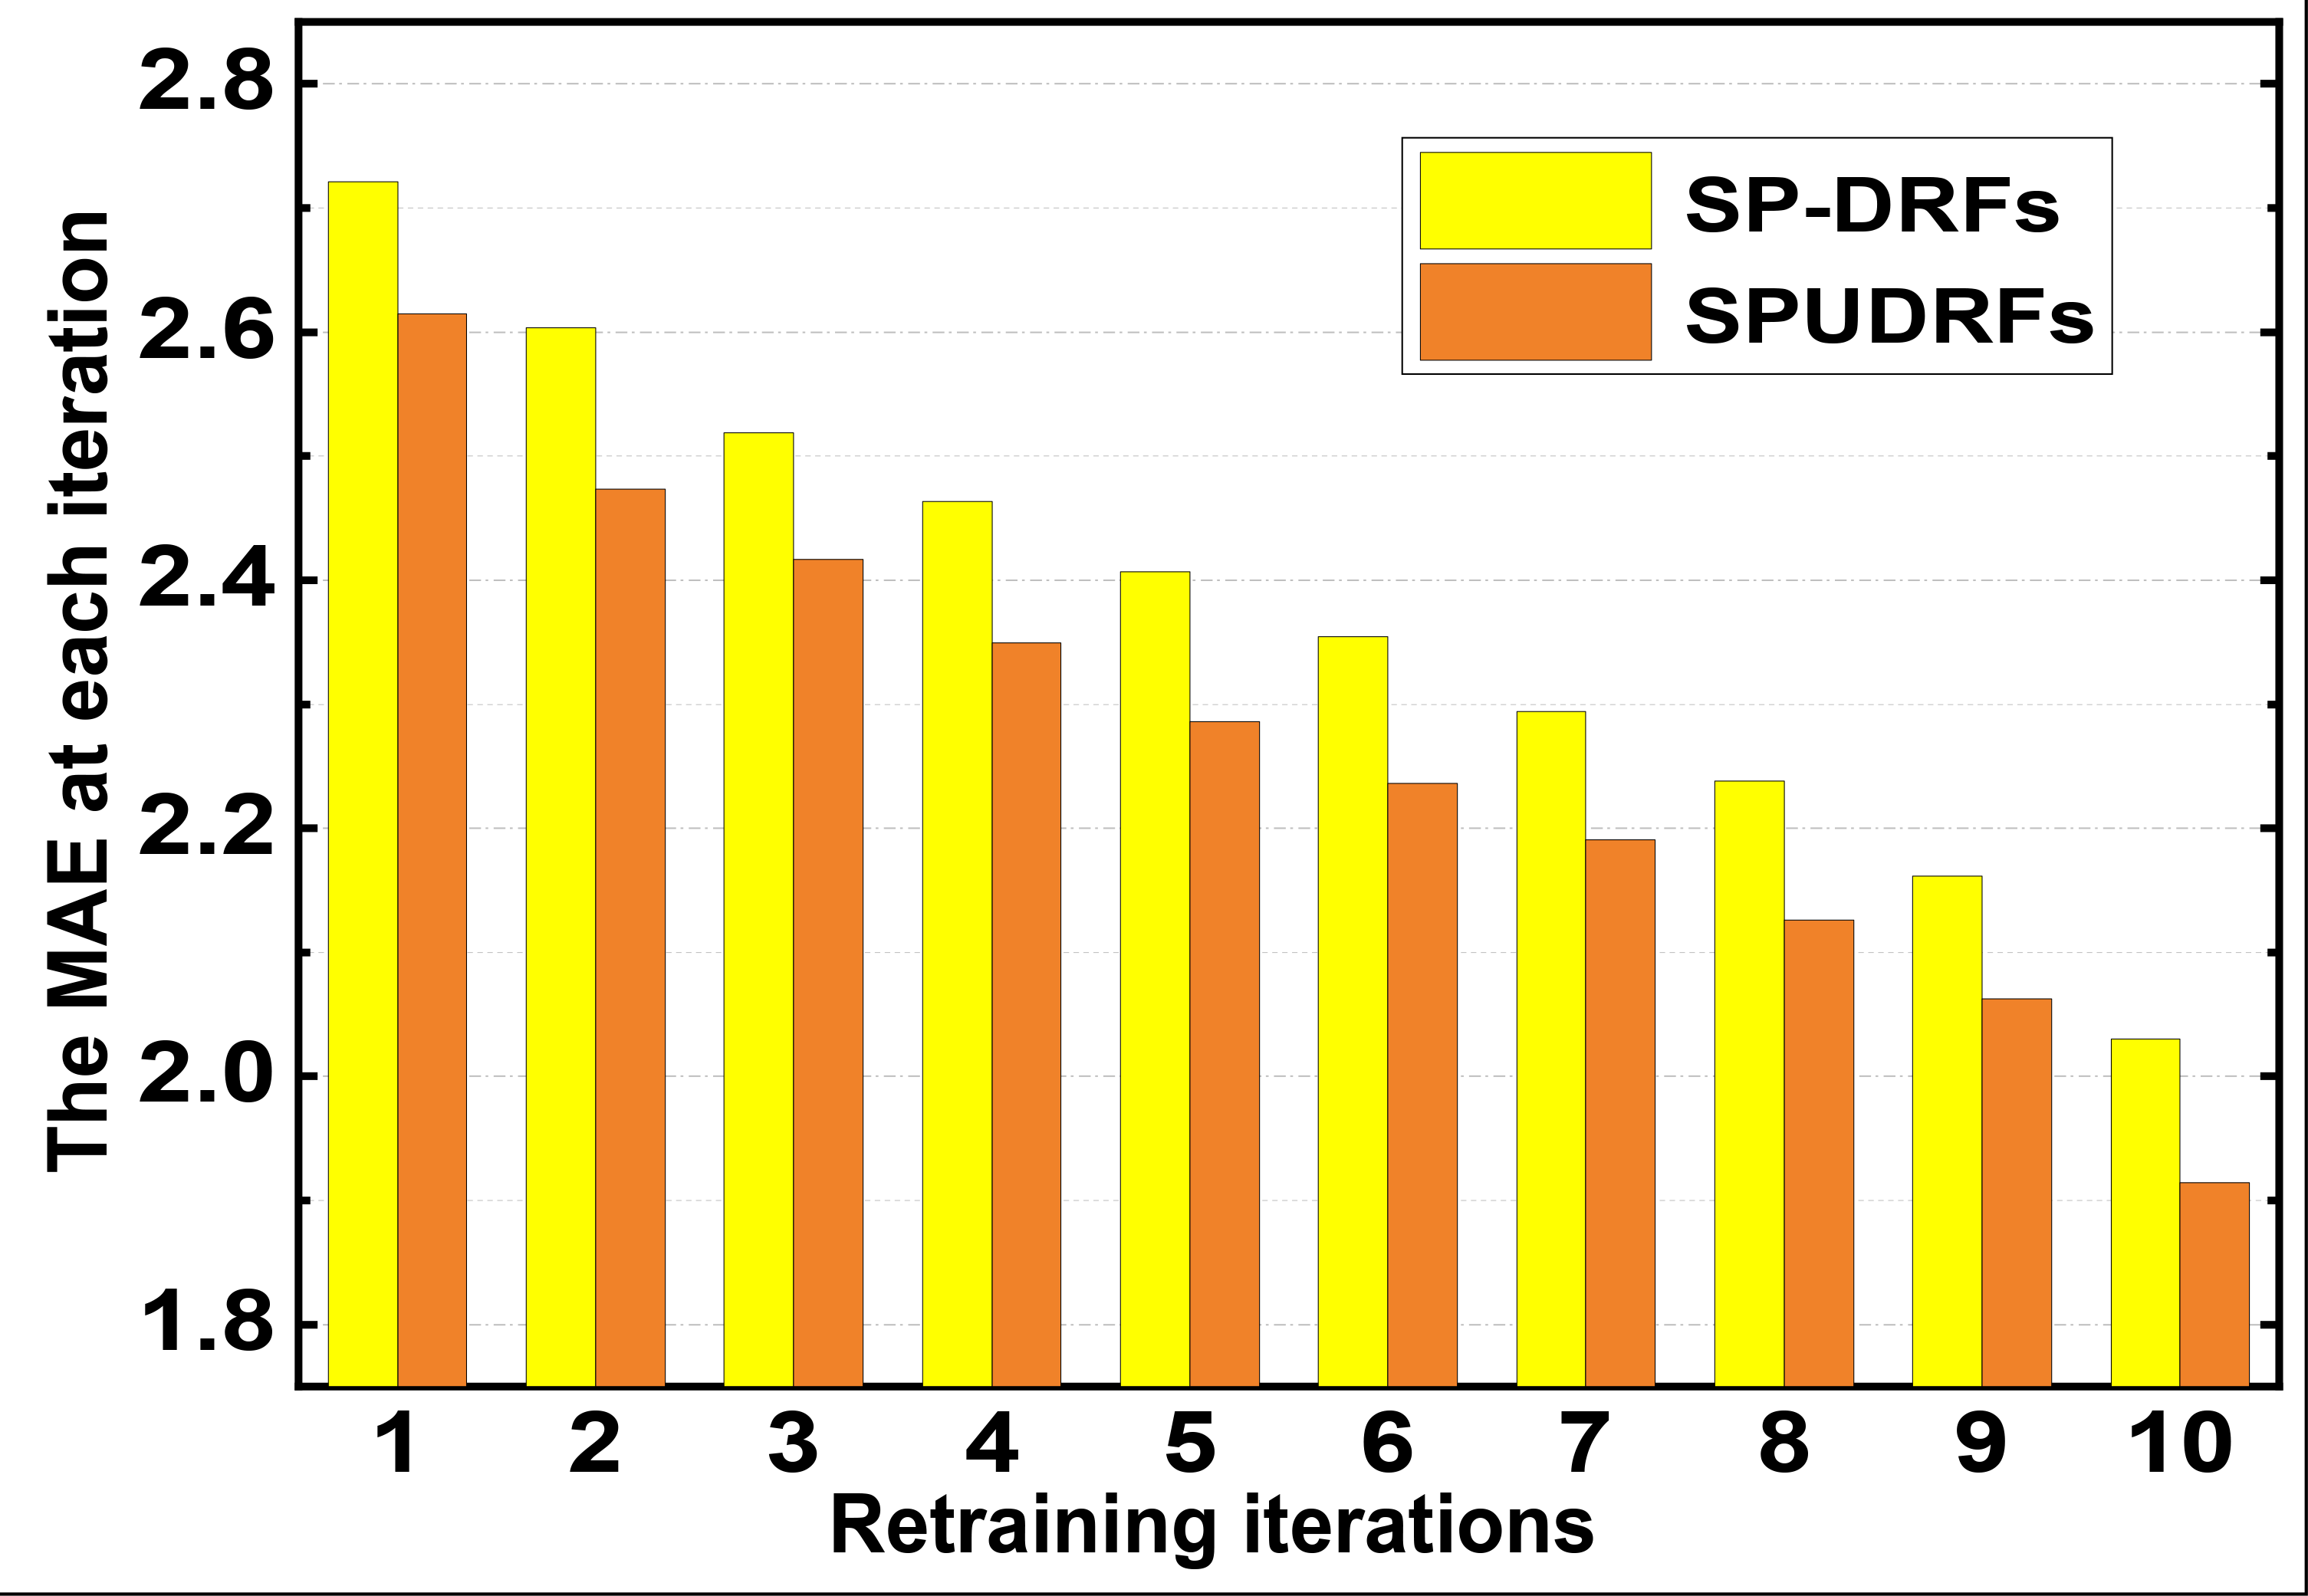 The MAE at each iteration
2.8
2.6
2.4
2.2
2.0
1.8
SP-DRFs
SPUDRFs
1 2 3 4 5 6 7 8 9 10
Retraining iterations